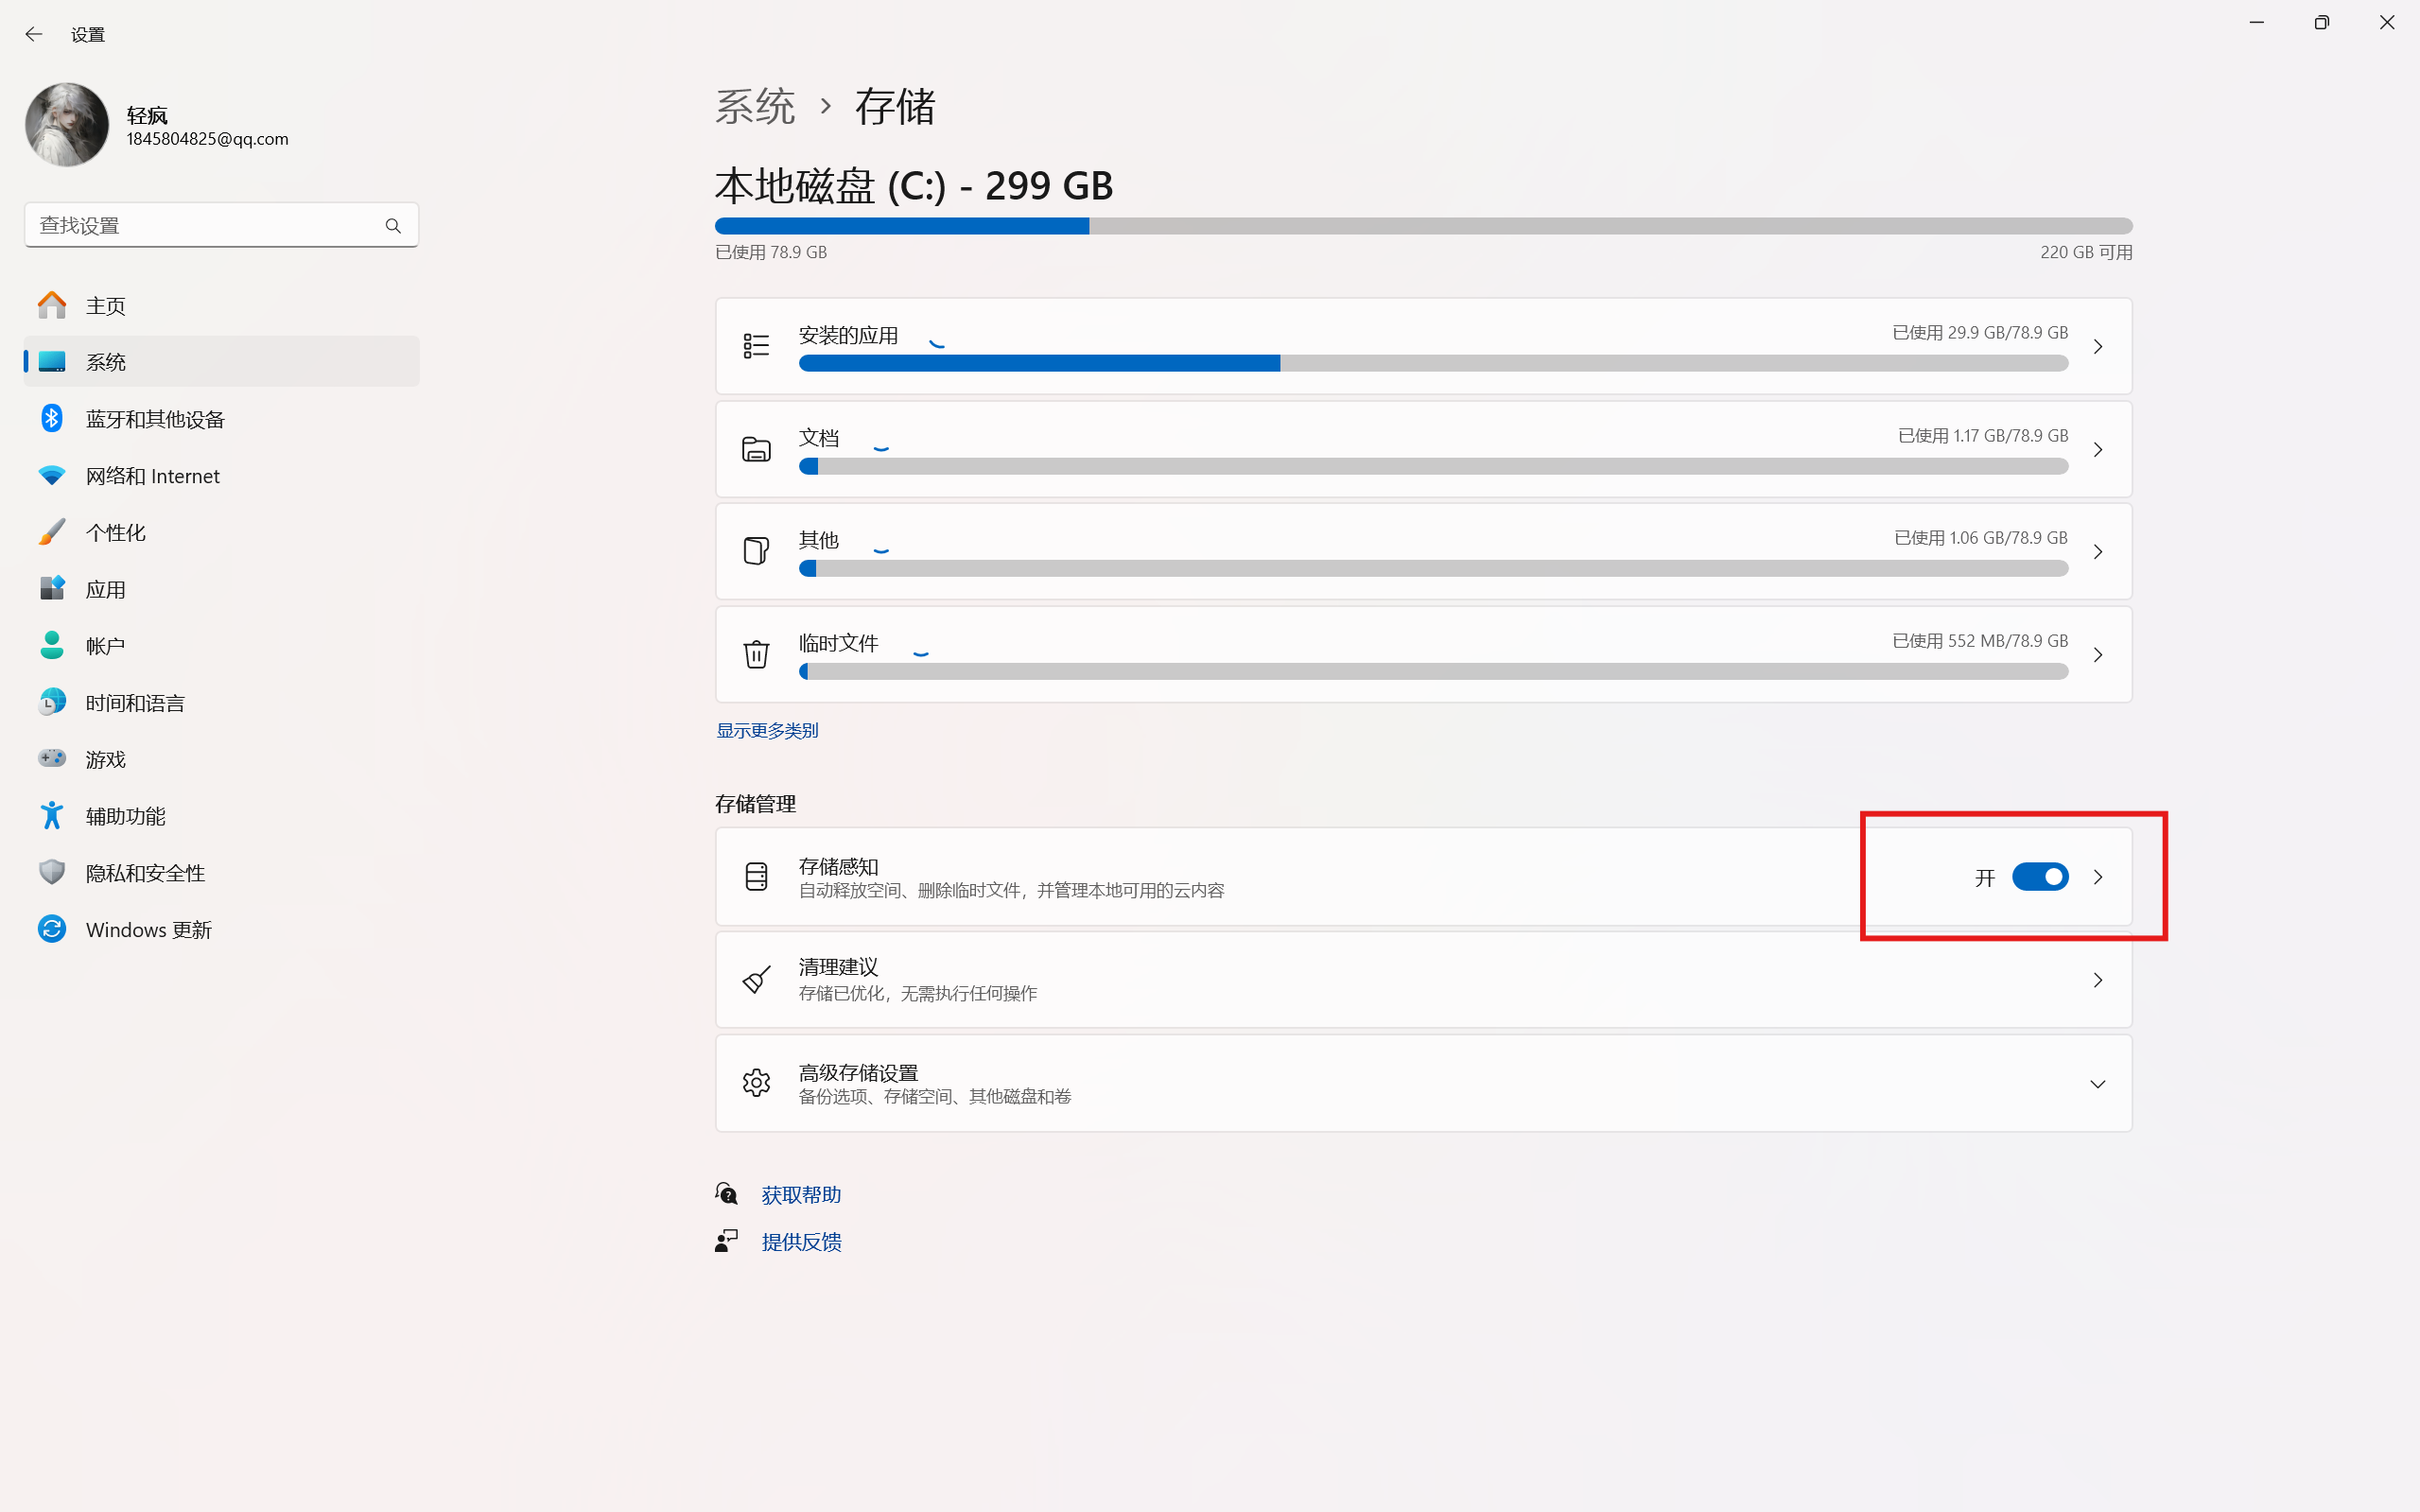 设置
轻疯
1845804825@qq.com
查找设置
主页
系统
蓝牙和其他设备
网络和 Internet
个性化
应用
帐户
时间和语言
游戏
辅助功能
隐私和安全性
Windows 更新
系统 > 存储
本地磁盘 (C:) - 299 GB
已使用 78.9 GB
220 GB 可用
安装的应用
已使用 29.9 GB/78.9 GB
文档
已使用 1.17 GB/78.9 GB
其他
已使用 1.06 GB/78.9 GB
临时文件
已使用 552 MB/78.9 GB
显示更多类别
存储管理
存储感知
自动释放空间、删除临时文件，并管理本地可用的云内容
开
清理建议
存储已优化，无需执行任何操作
高级存储设置
备份选项、存储空间、其他磁盘和卷
获取帮助
提供反馈